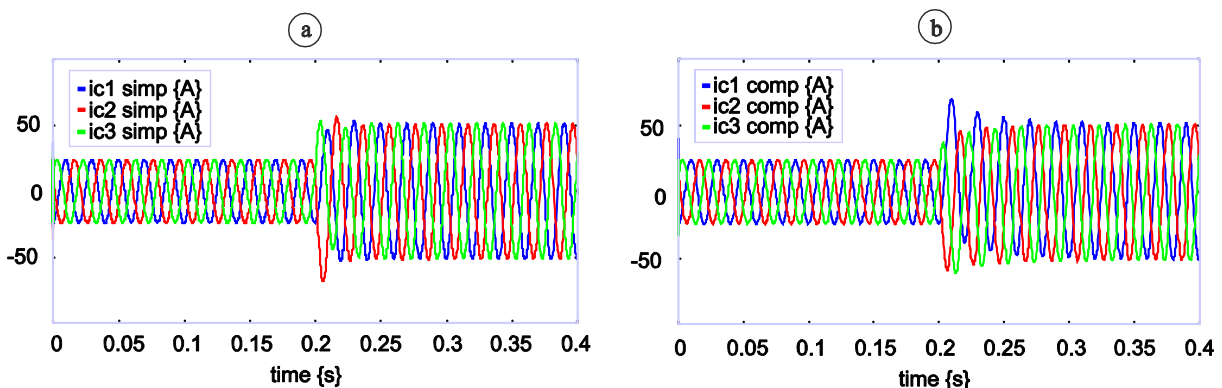 a
ic1 simp {A}
ic2 simp {A}
ic3 simp {A}
50
0
-50
0 0.05 0.1 0.15 0.2 0.25 0.3 0.35 0.4
time {s}
b
ic1 comp {A}
ic2 comp {A}
ic3 comp {A}
50
0
-50
0 0.05 0.1 0.15 0.2 0.25 0.3 0.35 0.4
time {s}